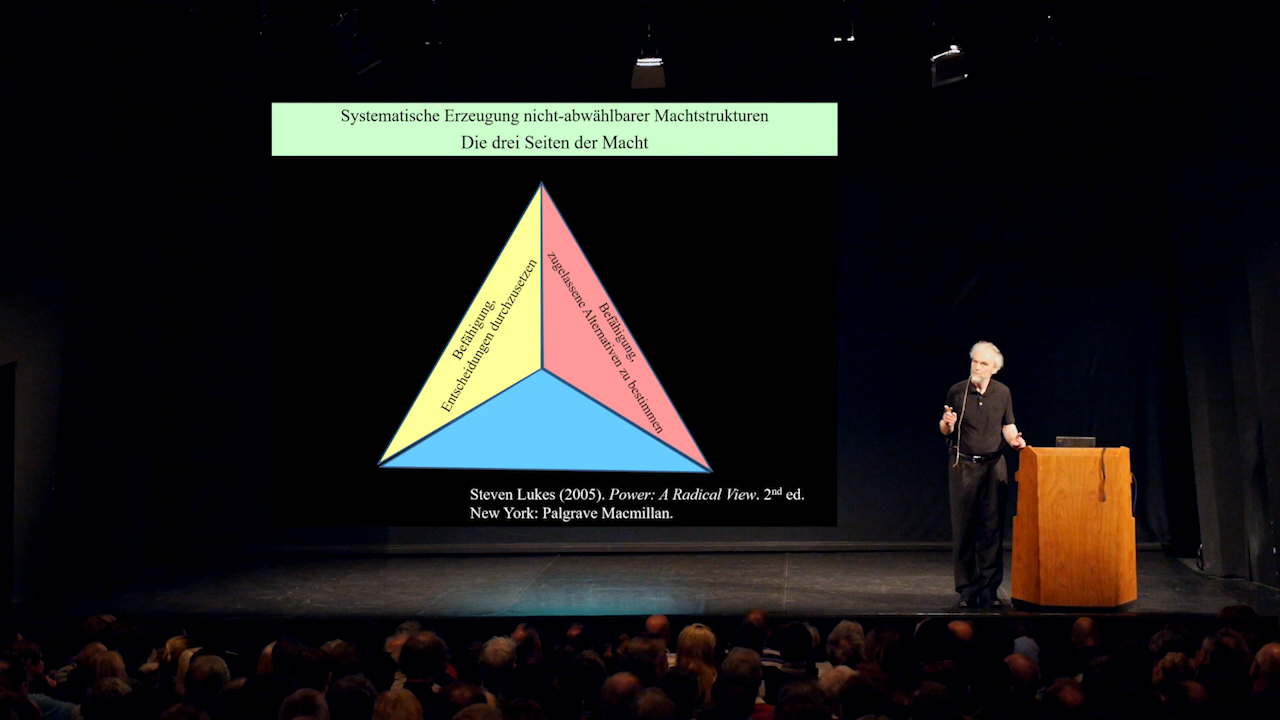 Systematische Erzeugung nicht-abwählbarer Machtstrukturen
Die drei Seiten der Macht
Befähigung,
Entscheidungen durchzusetzen
Befähigung,
zugelassene Alternativen zu bestimmen
Steven Lukes (2005). Power: A Radical View. 2nd ed.
New York: Palgrave Macmillan.